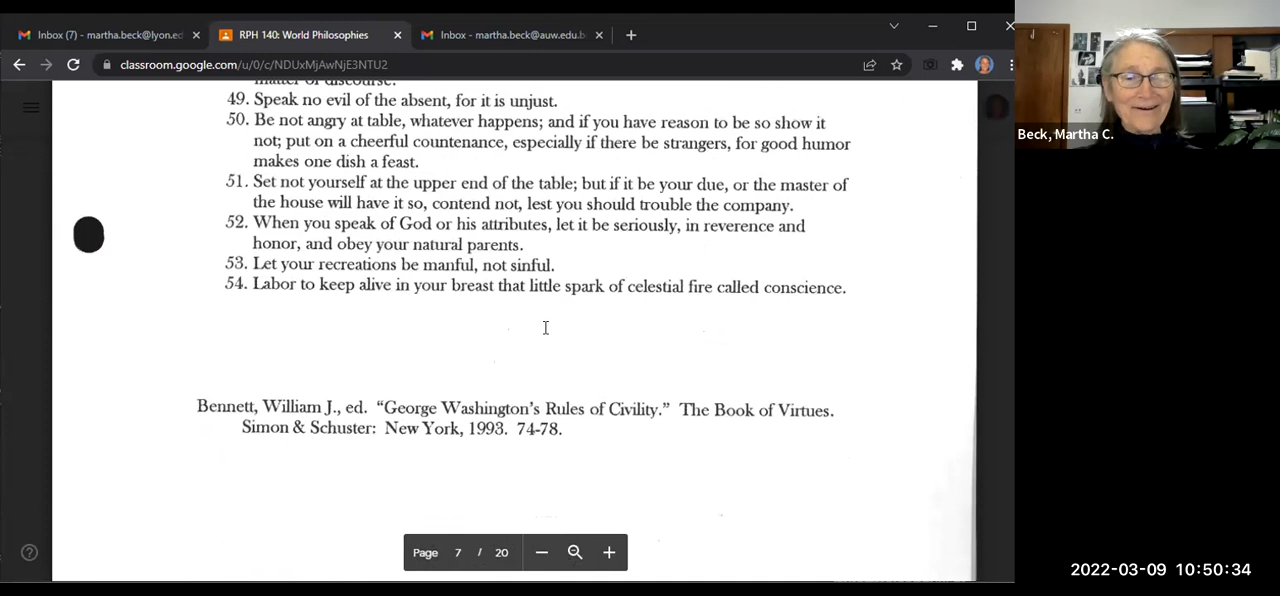 Inbox (7) - martha.beck@lyon.ed
RPH 140: World Philosophies
Inbox - martha.beck@auw.edu.b
classroom.google.com/u/0/c/NDUxMjAwNjE3NTU2
Beck, Martha C.
matter of discourse.
49. Speak no evil of the absent, for it is unjust.
50. Be not angry at table, whatever happens; and if you have reason to be so show it
not; put on a cheerful countenance, especially if there be strangers, for good humor
makes one dish a feast.
51. Set not yourself at the upper end of the table; but if it be your due, or the master of
the house will have it so, contend not, lest you should trouble the company.
52. When you speak of God or his attributes, let it be seriously, in reverence and
honor, and obey your natural parents.
53. Let your recreations be manful, not sinful.
54. Labor to keep alive in your breast that little spark of celestial fire called conscience.
Bennett, William J., ed. “George Washington’s Rules of Civility.” The Book of Virtues.
Simon & Schuster: New York, 1993. 74-78.
Page 7 / 20
2022-03-09 10:50:34